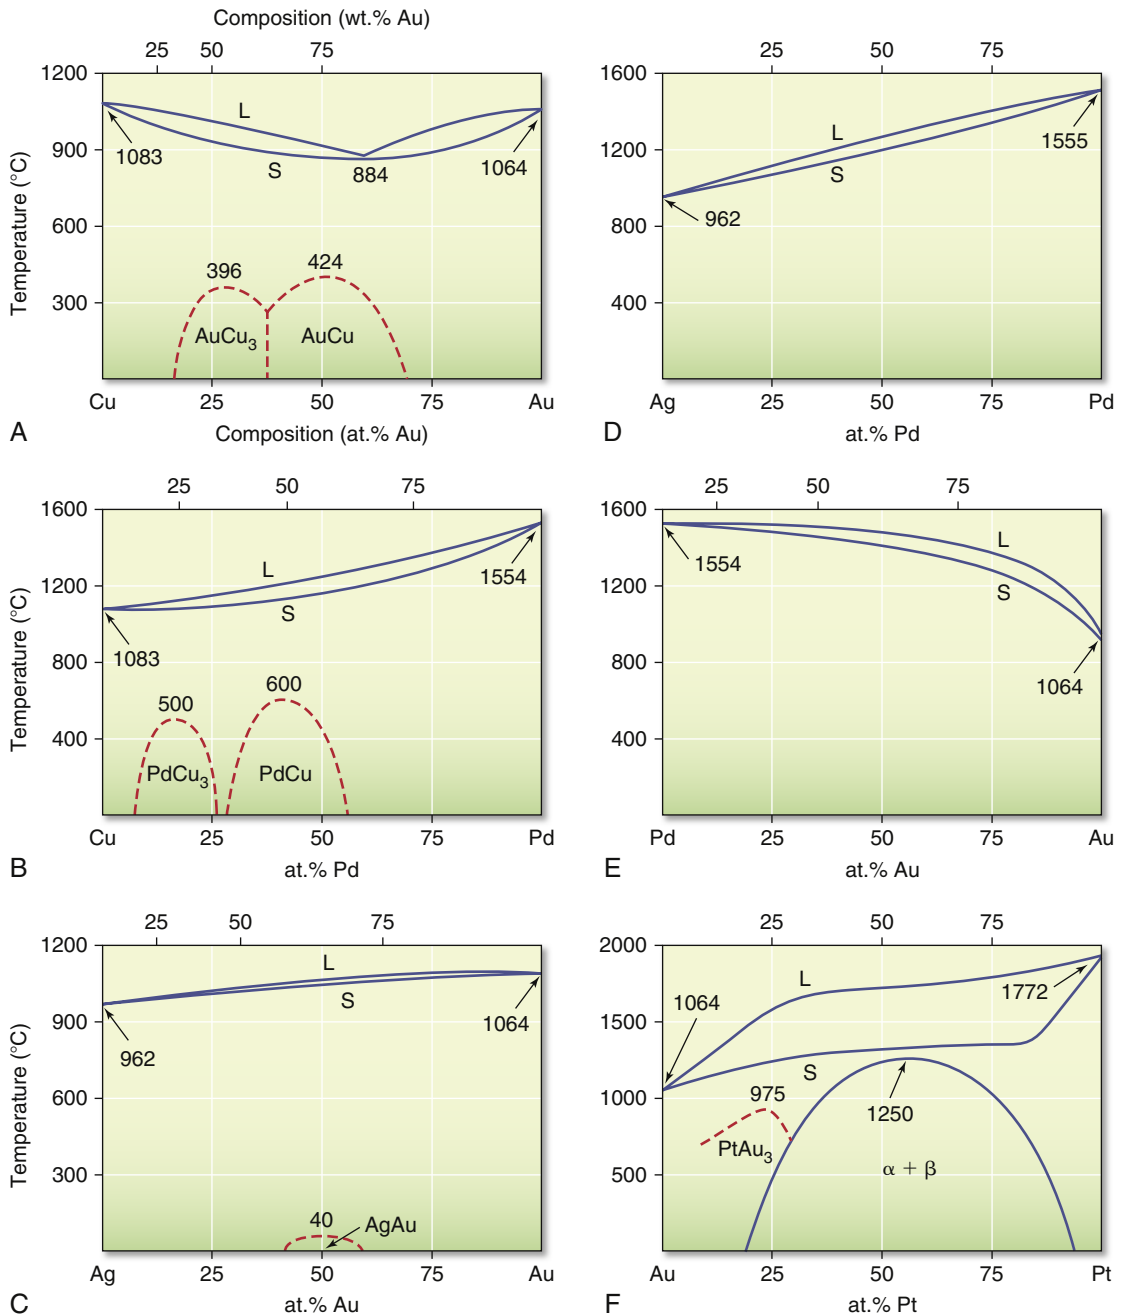 Composition (wt.% Au)
25 50 75
1200
900
600
300
Temperature (°C)
L
S
1083
884
1064
396
424
AuCu3
AuCu
Cu 25 50 75 Au
A
Composition (at.% Au)
1600
1200
800
400
L
S
1555
962
Ag 25 50 75 Pd
D
at.% Pd
25 50 75
1600
1200
800
400
Temperature (°C)
L
S
1554
1083
500
600
PdCu3
PdCu
Cu 25 50 75 Pd
B
at.% Pd
25 50 75
1600
1200
800
400
L
S
1554
1064
Pd 25 50 75 Au
E
at.% Au
25 50 75
1200
900
600
300
Temperature (°C)
L
S
962
1064
40
AgAu
Ag 25 50 75 Au
C
at.% Au
25 50 75
2000
1500
1000
500
L
S
1064
1772
975
1250
PtAu3
α + β
Au 25 50 75 Pt
F
at.% Pt